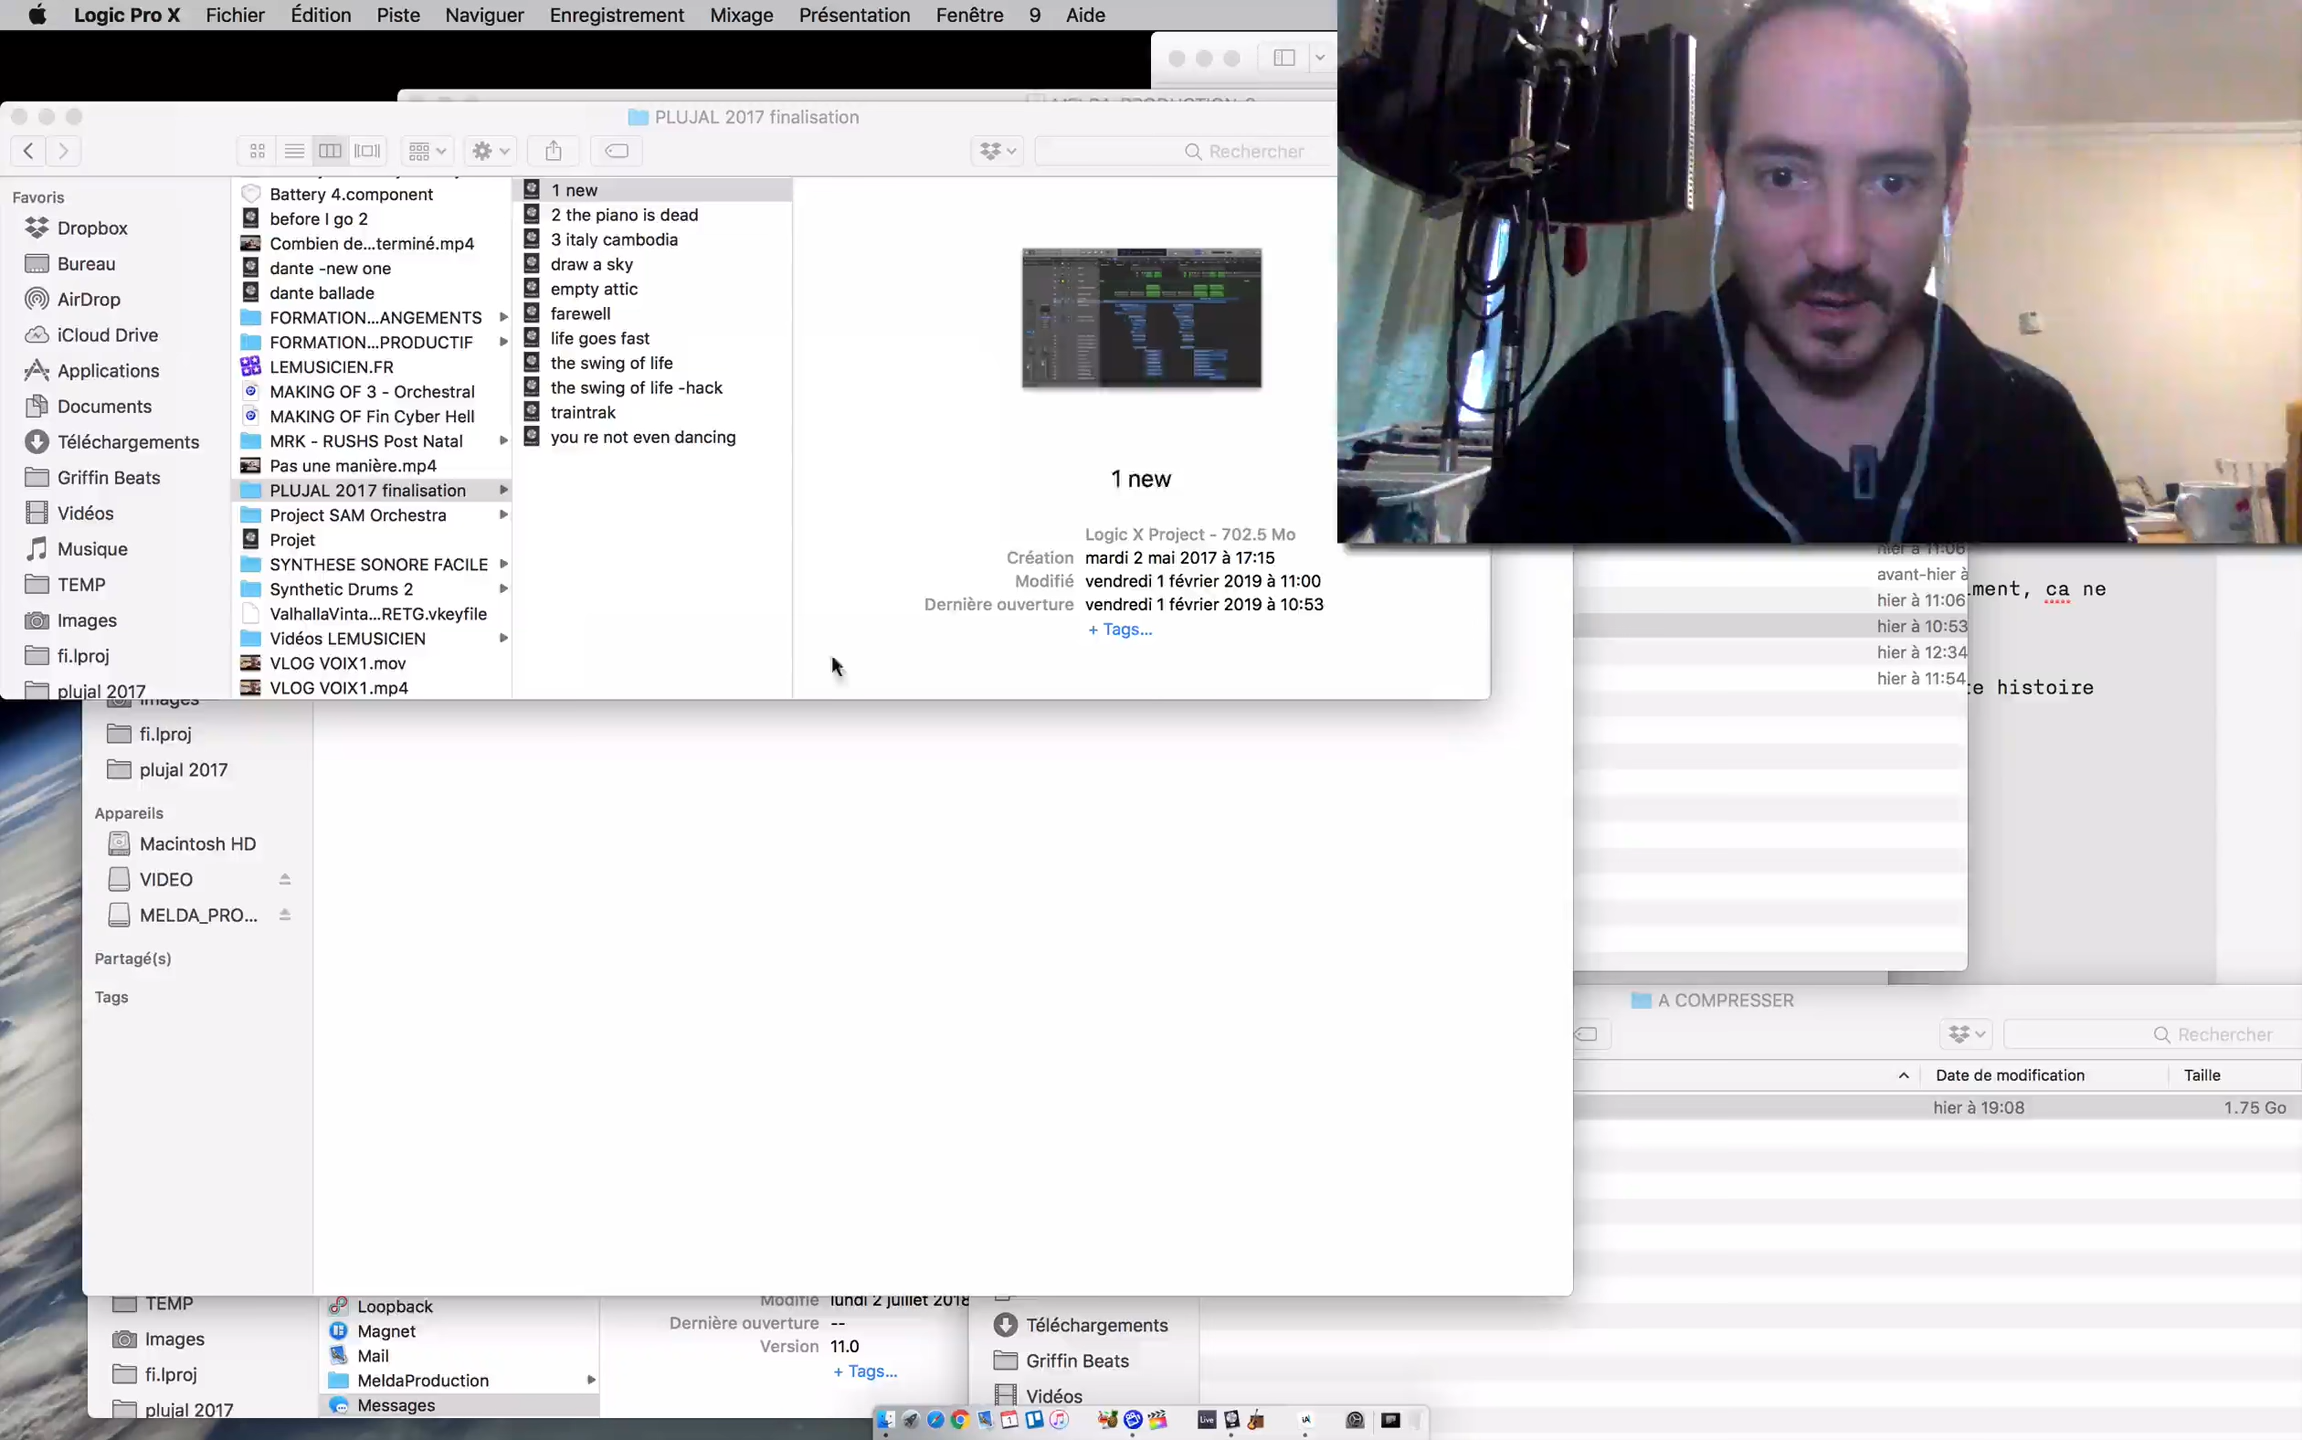 Logic Pro X Fichier Édition Piste Naviguer Enregistrement Mixage Présentation Fenêtre 9 Aide
PLUJAL 2017 finalisation
Rechercher
Favoris
Dropbox
Bureau
AirDrop
iCloud Drive
Applications
Documents
Téléchargements
Griffin Beats
Vidéos
Musique
TEMP
Images
fi.lproj
plujal 2017
Battery 4.component
before I go 2
Combien de...terminé.mp4
dante -new one
dante ballade
FORMATION...ANGEMENTS
FORMATION...PRODUCTIF
LEMUSICIEN.FR
MAKING OF 3 - Orchestral
MAKING OF Fin Cyber Hell
MRK - RUSHS Post Natal
Pas une manière.mp4
PLUJAL 2017 finalisation
Project SAM Orchestra
Projet
SYNTHESE SONORE FACILE
Synthetic Drums 2
ValhallaVinta...RETG.vkeyfile
Vidéos LEMUSICIEN
VLOG VOIX1.mov
VLOG VOIX1.mp4
1 new
2 the piano is dead
3 italy cambodia
draw a sky
empty attic
farewell
life goes fast
the swing of life
the swing of life -hack
traintrak
you re not even dancing
1 new
Logic X Project - 702.5 Mo
Création mardi 2 mai 2017 à 17:15
Modifié vendredi 1 février 2019 à 11:00
Dernière ouverture vendredi 1 février 2019 à 10:53
+ Tags...
hier à 11:06
avant-hier à
hier à 11:06
hier à 10:53
hier à 12:34
hier à 11:54
ment, ca ne
te histoire
Images
fi.lproj
plujal 2017
Appareils
Macintosh HD
VIDEO
MELDA_PRO...
Partagé(s)
Tags
A COMPRESSER
Rechercher
Date de modification Taille
hier à 19:08 1.75 Go
TEMP
Images
fi.lproj
plujal 2017
Loopback
Magnet
Mail
MeldaProduction
Messages
Modifié lundi 2 juillet 2018
Dernière ouverture --
Version 11.0
+ Tags...
Téléchargements
Griffin Beats
Vidéos
Live